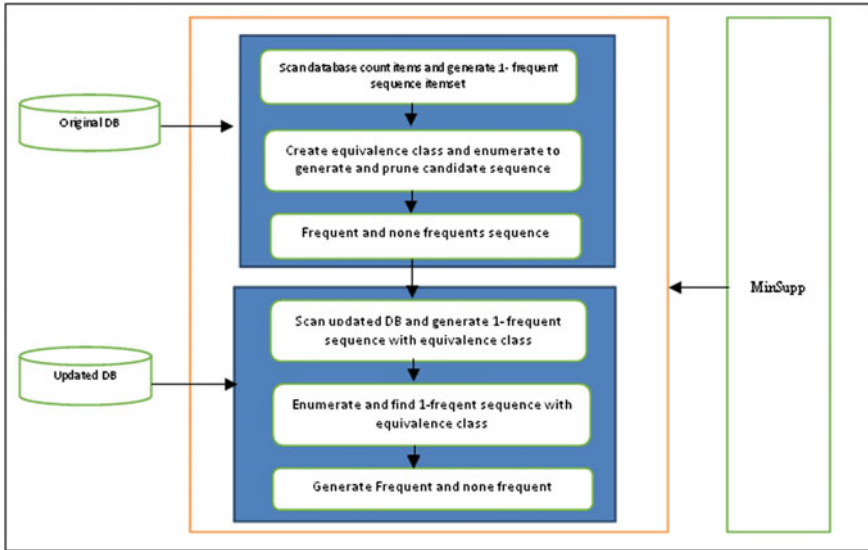 Scan database count items and generate 1- frequent
sequence itemset
Original DB
Create equivalence class and enumerate to
generate and prune candidate sequence
Frequent and none frequents sequence
MinSupp
Scan updated DB and generate 1-frequent
sequence with equivalence class
Updated DB
Enumerate and find 1-freqent sequence with
equivalence class
Generate Frequent and none frequent